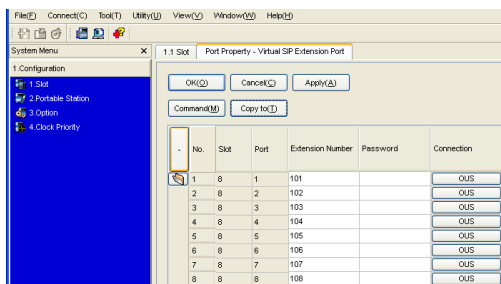 File(F) Connect(C) Tool(T) Utility(U) View(V) Window(W) Help(H)
System Menu X 1.1 Slot Port Property - Virtual SIP Extension Port
1.Configuration
1.Slot
2.Portable Station
3.Option
4.Clock Priority
OK(O) Cancel(C) Apply(A)
Command(M) Copy to(T)
- No. Slot Port Extension Number Password Connection
1 8 1 101 OUS
2 8 2 102 OUS
3 8 3 103 OUS
4 8 4 104 OUS
5 8 5 105 OUS
6 8 6 106 OUS
7 8 7 107 OUS
8 8 8 108 OUS